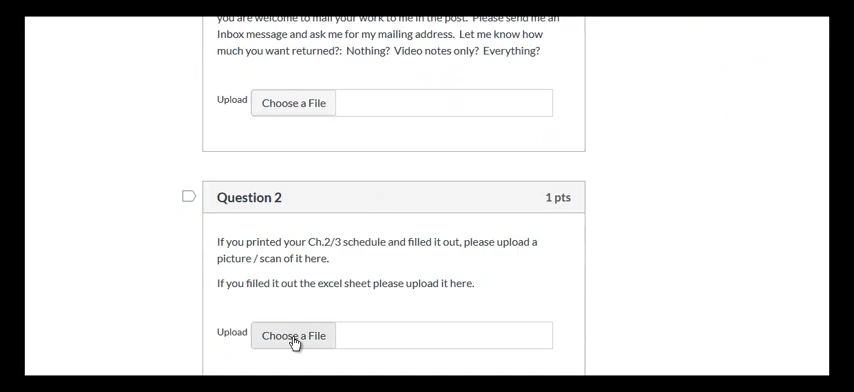 you are welcome to mail your work to me in the post. Please send me an
Inbox message and ask me for my mailing address. Let me know how
much you want returned?: Nothing? Video notes only? Everything?
Upload Choose a File
Question 2 1 pts
If you printed your Ch.2/3 schedule and filled it out, please upload a
picture / scan of it here.
If you filled it out the excel sheet please upload it here.
Upload Choose a File